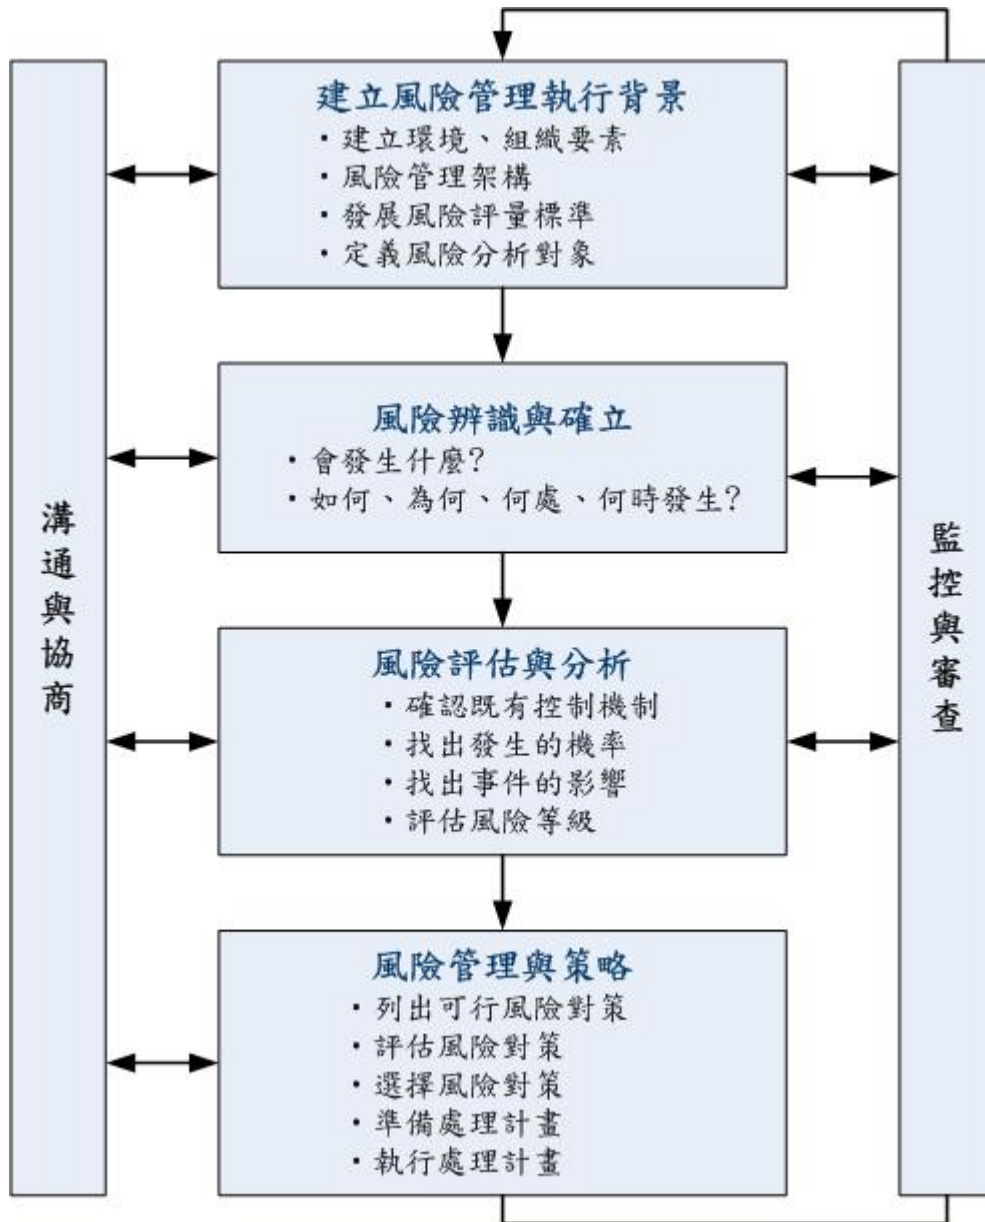 建立風險管理執行背景
・建立環境、組織要素
・風險管理架構
・發展風險評量標準
・定義風險分析對象
風險辨識與確立
・會發生什麼?
・如何、為何、何處、何時發生?
風險評估與分析
・確認既有控制機制
・找出發生的機率
・找出事件的影響
・評估風險等級
風險管理與策略
・列出可行風險對策
・評估風險對策
・選擇風險對策
・準備處理計畫
・執行處理計畫
溝通與協商
監控與審查